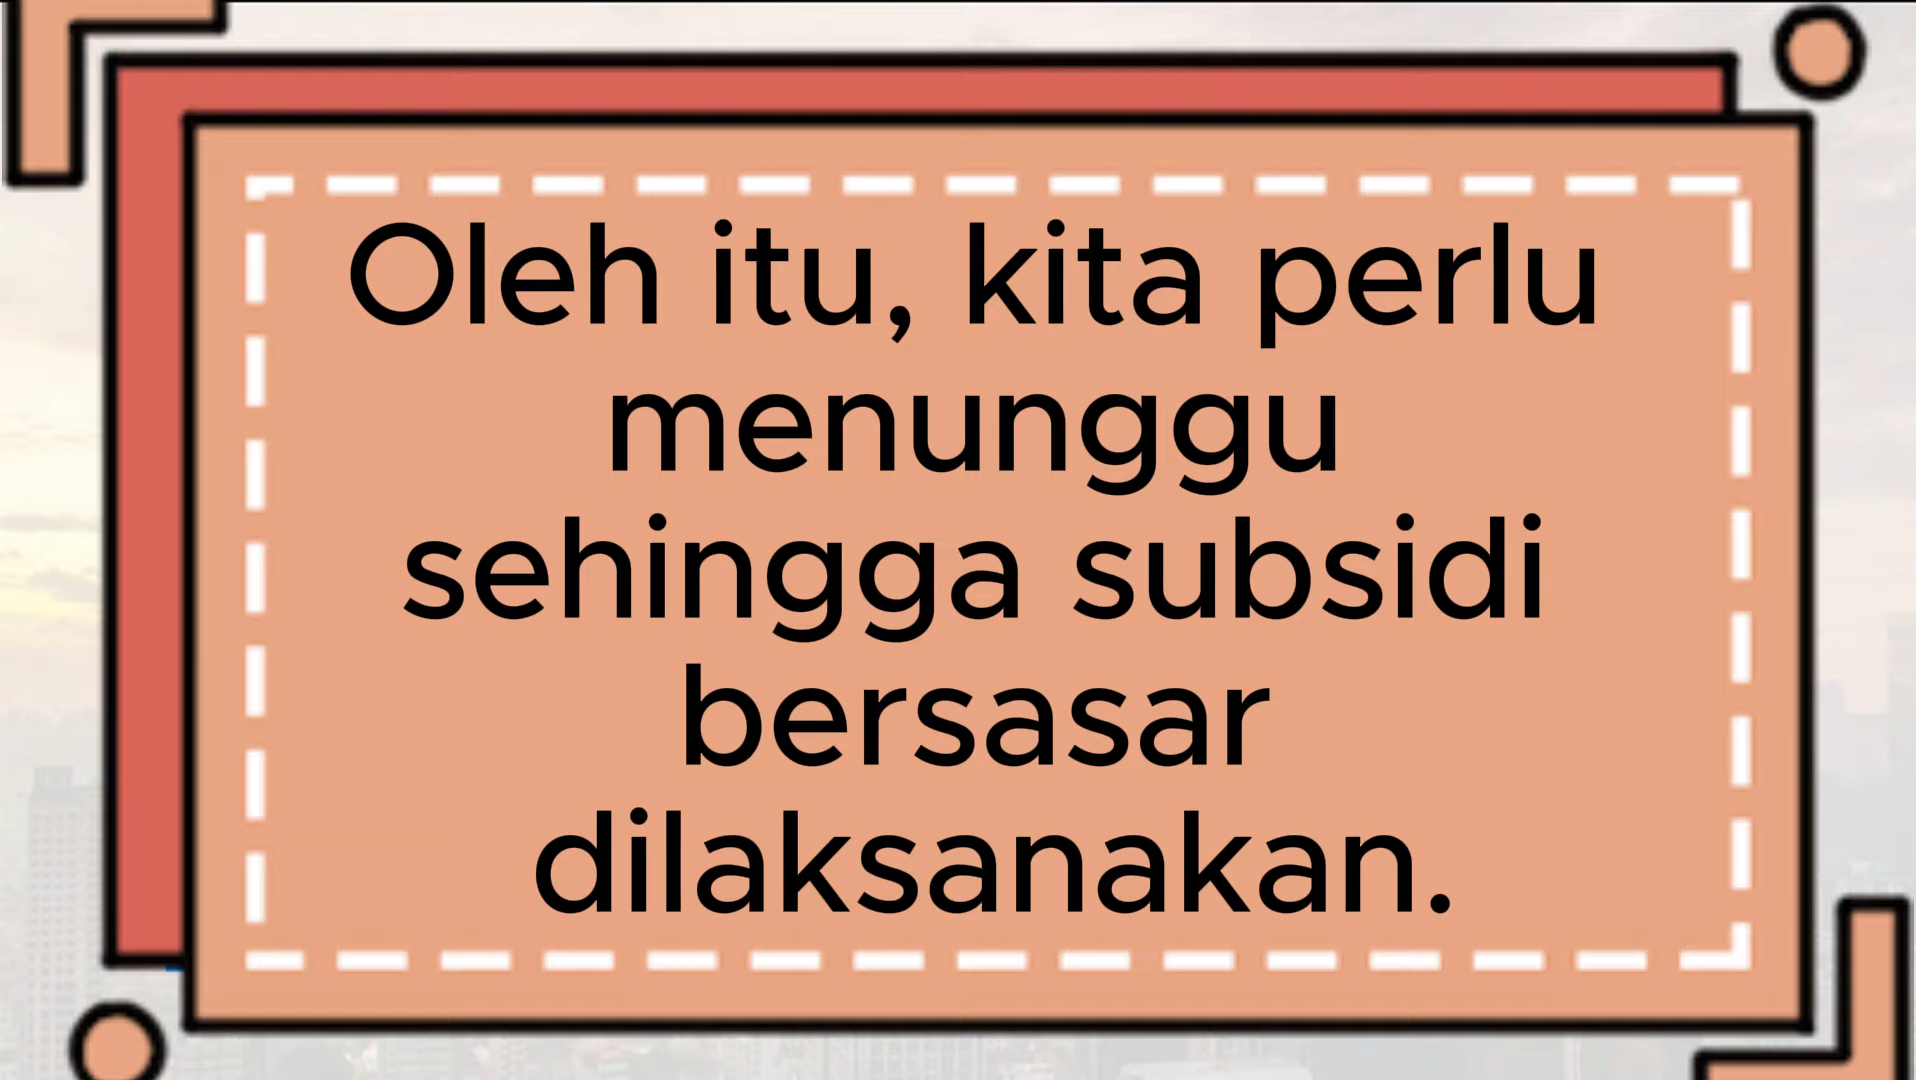 Oleh itu, kita perlu
menunggu
sehingga subsidi
bersasar
dilaksanakan.